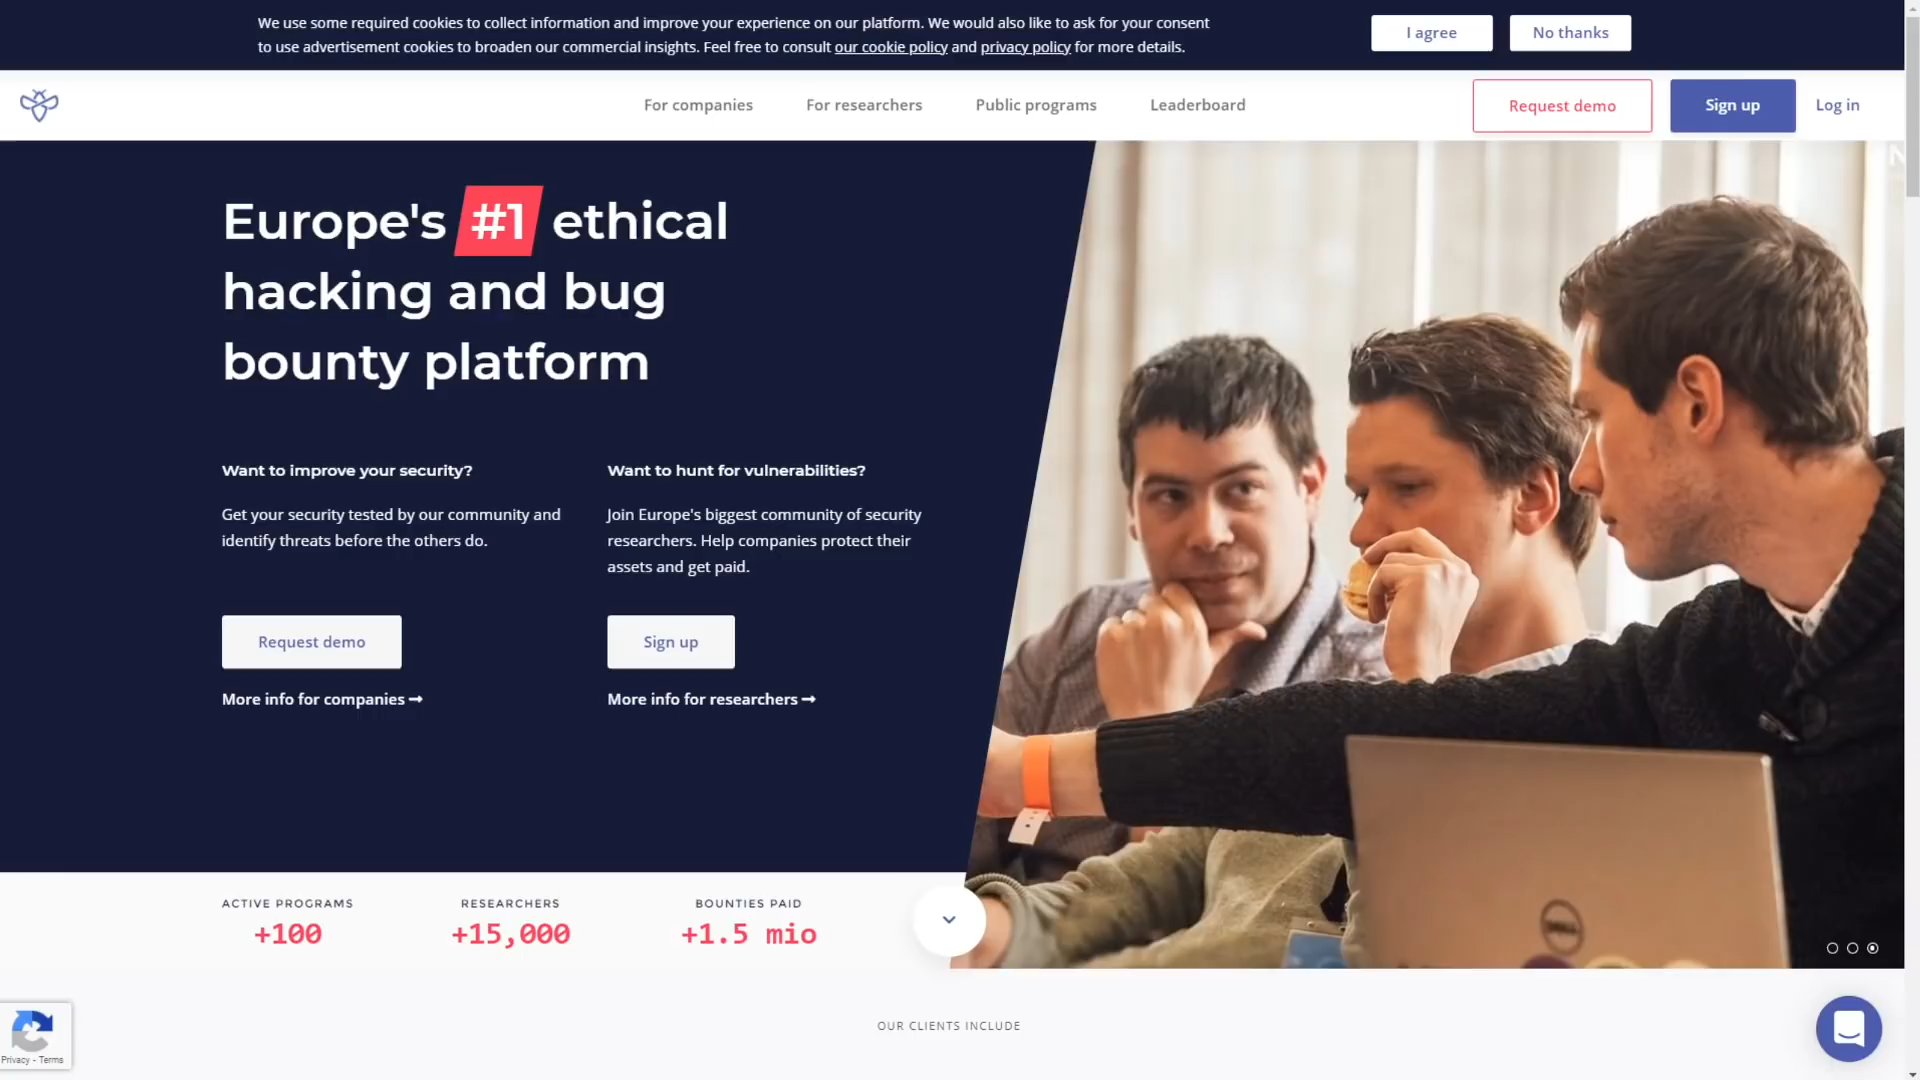 We use some required cookies to collect information and improve your experience on our platform. We would also like to ask for your consent
to use advertisement cookies to broaden our commercial insights. Feel free to consult our cookie policy and privacy policy for more details.
I agree
No thanks
For companies
For researchers
Public programs
Leaderboard
Request demo
Sign up
Log in
Europe's #1 ethical
hacking and bug
bounty platform
Want to improve your security?
Get your security tested by our community and
identify threats before the others do.
Request demo
More info for companies
Want to hunt for vulnerabilities?
Join Europe's biggest community of security
researchers. Help companies protect their
assets and get paid.
Sign up
More info for researchers
ACTIVE PROGRAMS
+100
RESEARCHERS
+15,000
BOUNTIES PAID
+1.5 mio
DELL
OUR CLIENTS INCLUDE
Privacy - Terms